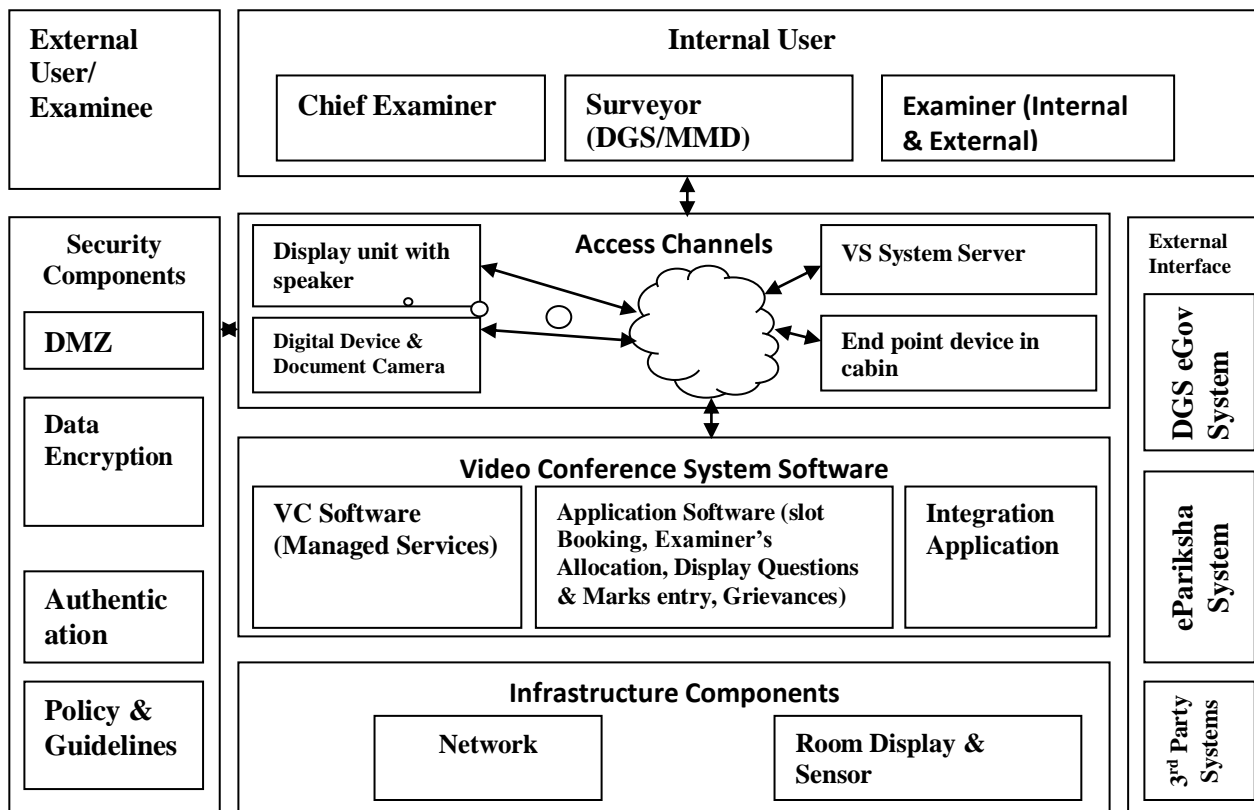 External
User/
Examinee
Internal User
Chief Examiner
Surveyor
(DGS/MMD)
Examiner (Internal
& External)
Security
Components
DMZ
Data
Encryption
Authentic
ation
Policy &
Guidelines
Access Channels
Display unit with
speaker
Digital Device &
Document Camera
VS System Server
End point device in
cabin
Video Conference System Software
VC Software
(Managed Services)
Application Software (slot
Booking, Examiner’s
Allocation, Display Questions
& Marks entry, Grievances)
Integration
Application
Infrastructure Components
Network
Room Display &
Sensor
External
Interface
DGS eGov
System
ePariksha
System
3rd Party
Systems